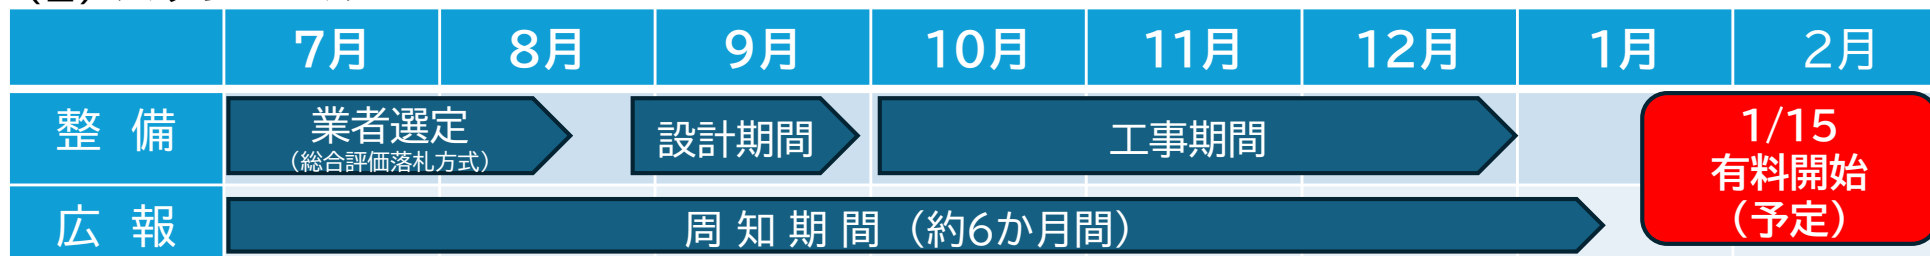 7月 8月 9月 10月 11月 12月 1月 2月
整 備
業者選定
（総合評価落札方式）
設計期間
工事期間
1/15
有料開始
（予定）
広 報
周 知 期 間 （約6か月間）